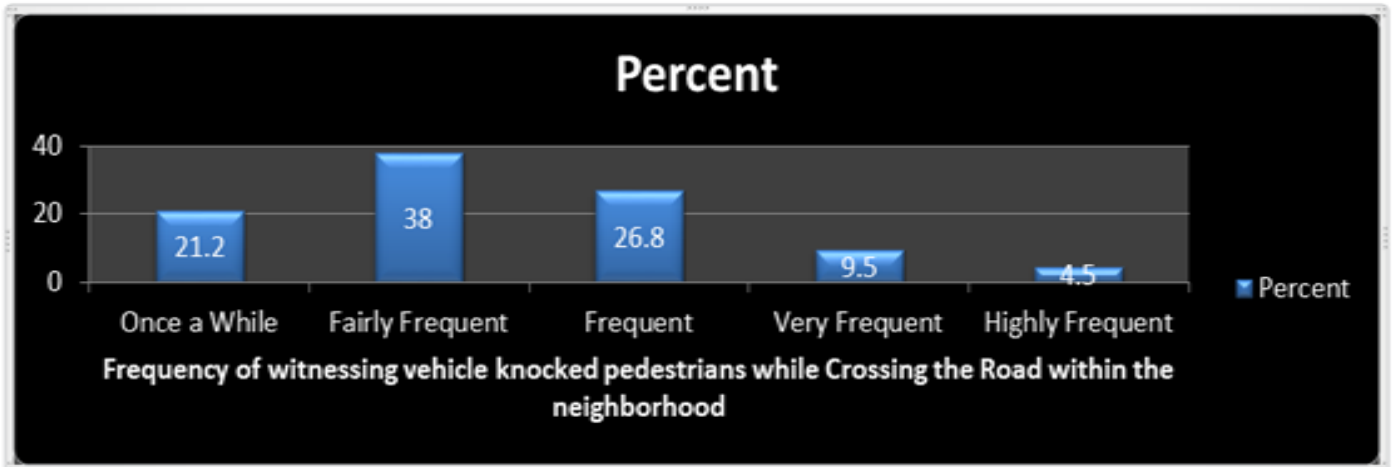 Percent
40
20
0
21.2
38
26.8
9.5
4.5
Once a While
Fairly Frequent
Frequent
Very Frequent
Highly Frequent
Frequency of witnessing vehicle knocked pedestrians while Crossing the Road within the
neighborhood
Percent